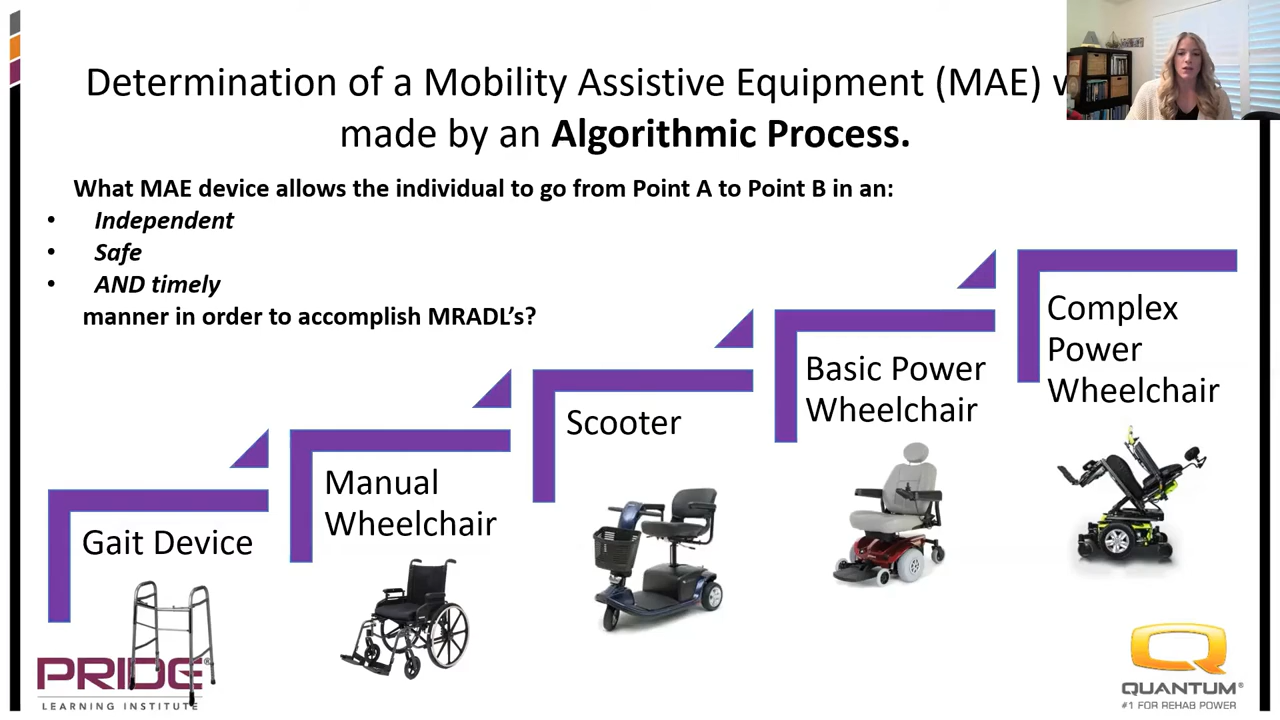 Determination of a Mobility Assistive Equipment (MAE)
made by an Algorithmic Process.
What MAE device allows the individual to go from Point A to Point B in an:
• Independent
• Safe
• AND timely
manner in order to accomplish MRADL’s?
Gait Device
Manual
Wheelchair
Scooter
Basic Power
Wheelchair
Complex
Power
Wheelchair
PRIDE®
LEARNING INSTITUTE
QUANTUM®
#1 FOR REHAB POWER